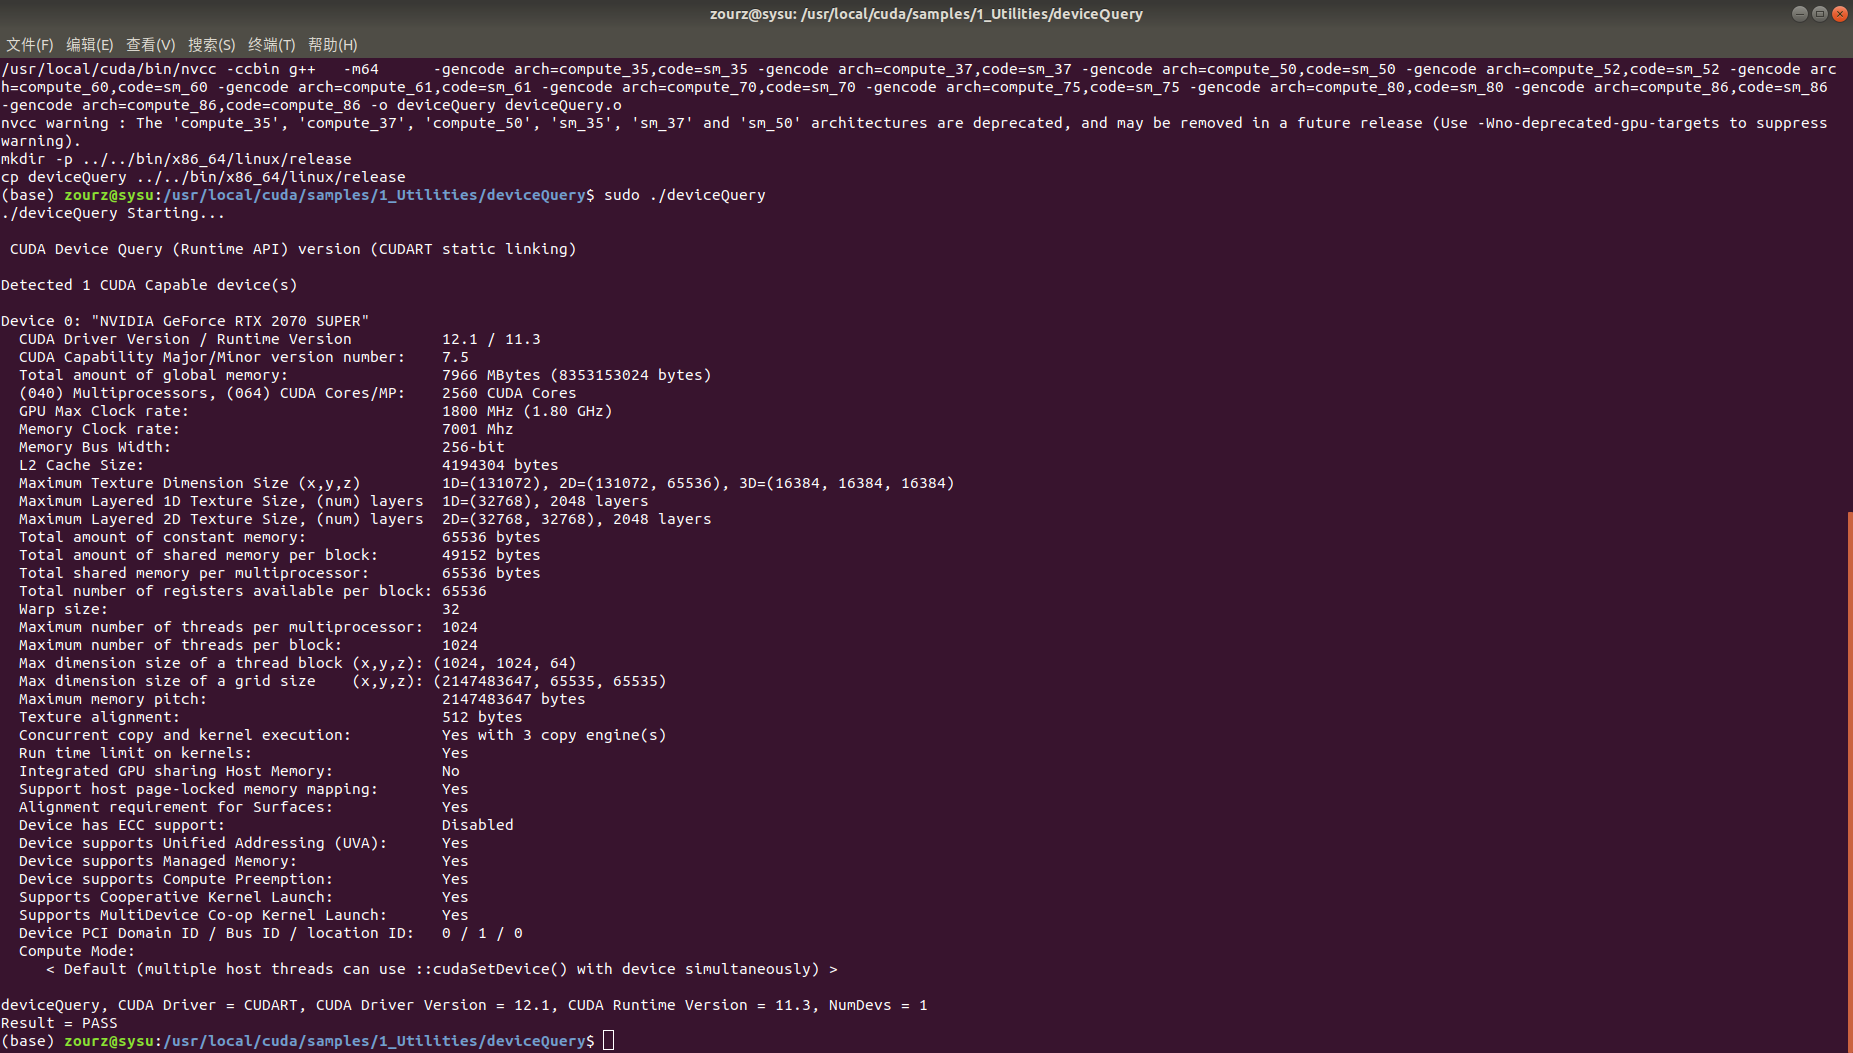 zourz@sysu: /usr/local/cuda/samples/1_Utilities/deviceQuery
文件(F) 编辑(E) 查看(V) 搜索(S) 终端(T) 帮助(H)
/usr/local/cuda/bin/nvcc -ccbin g++   -m64      -gencode arch=compute_35,code=sm_35 -gencode arch=compute_37,code=sm_37 -gencode arch=compute_50,code=sm_50 -gencode arch=compute_52,code=sm_52 -gencode arc
h=compute_60,code=sm_60 -gencode arch=compute_61,code=sm_61 -gencode arch=compute_70,code=sm_70 -gencode arch=compute_75,code=sm_75 -gencode arch=compute_80,code=sm_80 -gencode arch=compute_86,code=sm_86
-gencode arch=compute_86,code=compute_86 -o deviceQuery deviceQuery.o
nvcc warning : The 'compute_35', 'compute_37', 'compute_50', 'sm_35', 'sm_37' and 'sm_50' architectures are deprecated, and may be removed in a future release (Use -Wno-deprecated-gpu-targets to suppress
warning).
mkdir -p ../../bin/x86_64/linux/release
cp deviceQuery ../../bin/x86_64/linux/release
(base) zourz@sysu:/usr/local/cuda/samples/1_Utilities/deviceQuery$ sudo ./deviceQuery
./deviceQuery Starting...
 CUDA Device Query (Runtime API) version (CUDART static linking)
Detected 1 CUDA Capable device(s)
Device 0: "NVIDIA GeForce RTX 2070 SUPER"
  CUDA Driver Version / Runtime Version          12.1 / 11.3
  CUDA Capability Major/Minor version number:    7.5
  Total amount of global memory:                 7966 MBytes (8353153024 bytes)
  (040) Multiprocessors, (064) CUDA Cores/MP:    2560 CUDA Cores
  GPU Max Clock rate:                            1800 MHz (1.80 GHz)
  Memory Clock rate:                             7001 Mhz
  Memory Bus Width:                              256-bit
  L2 Cache Size:                                 4194304 bytes
  Maximum Texture Dimension Size (x,y,z)         1D=(131072), 2D=(131072, 65536), 3D=(16384, 16384, 16384)
  Maximum Layered 1D Texture Size, (num) layers  1D=(32768), 2048 layers
  Maximum Layered 2D Texture Size, (num) layers  2D=(32768, 32768), 2048 layers
  Total amount of constant memory:               65536 bytes
  Total amount of shared memory per block:       49152 bytes
  Total shared memory per multiprocessor:        65536 bytes
  Total number of registers available per block: 65536
  Warp size:                                     32
  Maximum number of threads per multiprocessor:  1024
  Maximum number of threads per block:           1024
  Max dimension size of a thread block (x,y,z): (1024, 1024, 64)
  Max dimension size of a grid size    (x,y,z): (2147483647, 65535, 65535)
  Maximum memory pitch:                          2147483647 bytes
  Texture alignment:                             512 bytes
  Concurrent copy and kernel execution:          Yes with 3 copy engine(s)
  Run time limit on kernels:                     Yes
  Integrated GPU sharing Host Memory:            No
  Support host page-locked memory mapping:       Yes
  Alignment requirement for Surfaces:            Yes
  Device has ECC support:                        Disabled
  Device supports Unified Addressing (UVA):      Yes
  Device supports Managed Memory:                Yes
  Device supports Compute Preemption:            Yes
  Supports Cooperative Kernel Launch:            Yes
  Supports MultiDevice Co-op Kernel Launch:      Yes
  Device PCI Domain ID / Bus ID / location ID:   0 / 1 / 0
  Compute Mode:
     < Default (multiple host threads can use ::cudaSetDevice() with device simultaneously) >
deviceQuery, CUDA Driver = CUDART, CUDA Driver Version = 12.1, CUDA Runtime Version = 11.3, NumDevs = 1
Result = PASS
(base) zourz@sysu:/usr/local/cuda/samples/1_Utilities/deviceQuery$